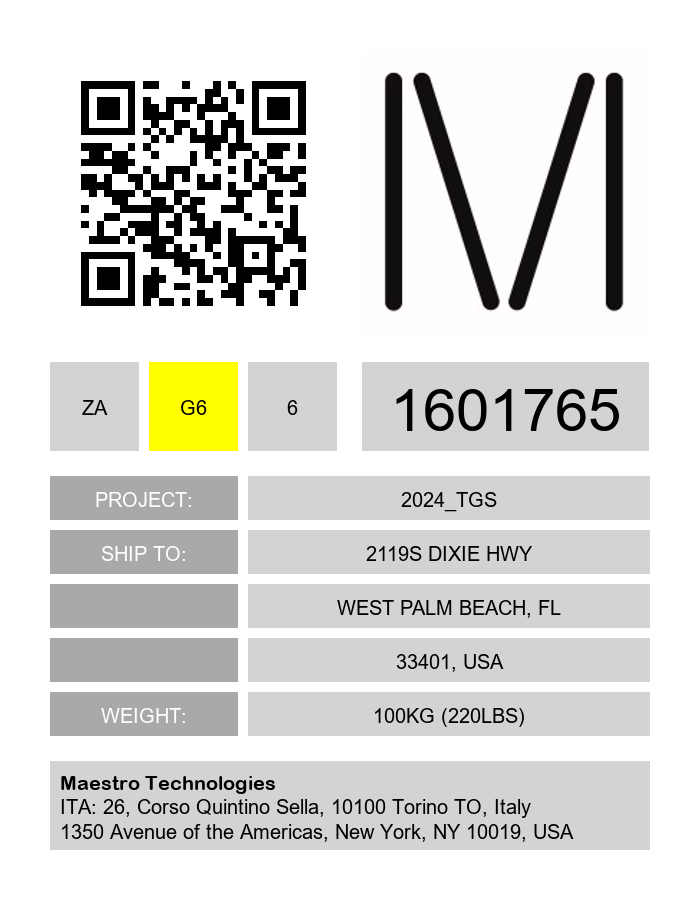 ZA G6 6 1601765
PROJECT: 2024_TGS
SHIP TO: 2119S DIXIE HWY
WEST PALM BEACH, FL
33401, USA
WEIGHT: 100KG (220LBS)
Maestro Technologies
ITA: 26, Corso Quintino Sella, 10100 Torino TO, Italy
1350 Avenue of the Americas, New York, NY 10019, USA